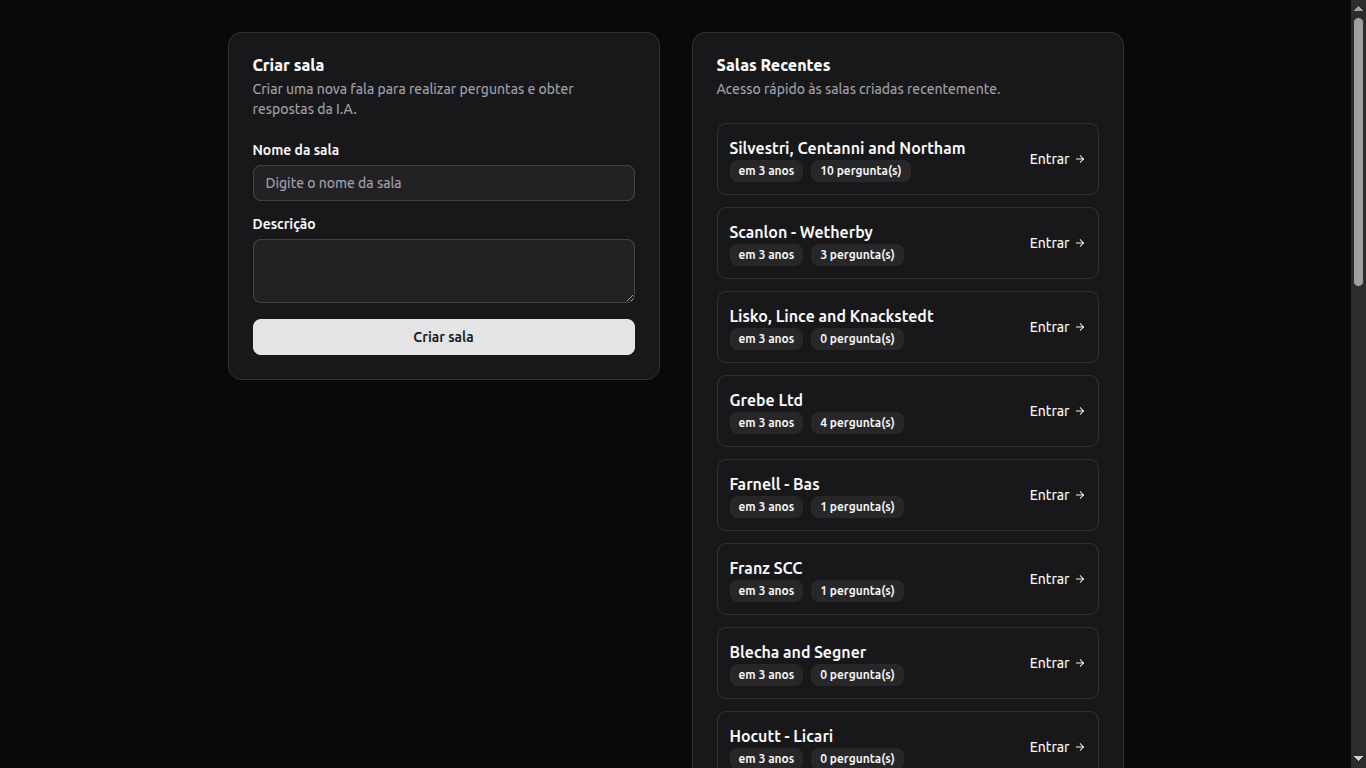 Criar sala
Criar uma nova fala para realizar perguntas e obter
respostas da I.A.
Nome da sala
Digite o nome da sala
Descrição
Criar sala
Salas Recentes
Acesso rápido às salas criadas recentemente.
Silvestri, Centanni and Northam
em 3 anos 10 pergunta(s)
Entrar →
Scanlon - Wetherby
em 3 anos 3 pergunta(s)
Entrar →
Lisko, Lince and Knackstedt
em 3 anos 0 pergunta(s)
Entrar →
Grebe Ltd
em 3 anos 4 pergunta(s)
Entrar →
Farnell - Bas
em 3 anos 1 pergunta(s)
Entrar →
Franz SCC
em 3 anos 1 pergunta(s)
Entrar →
Blecha and Segner
em 3 anos 0 pergunta(s)
Entrar →
Hocutt - Licari
em 3 anos 0 pergunta(s)
Entrar →